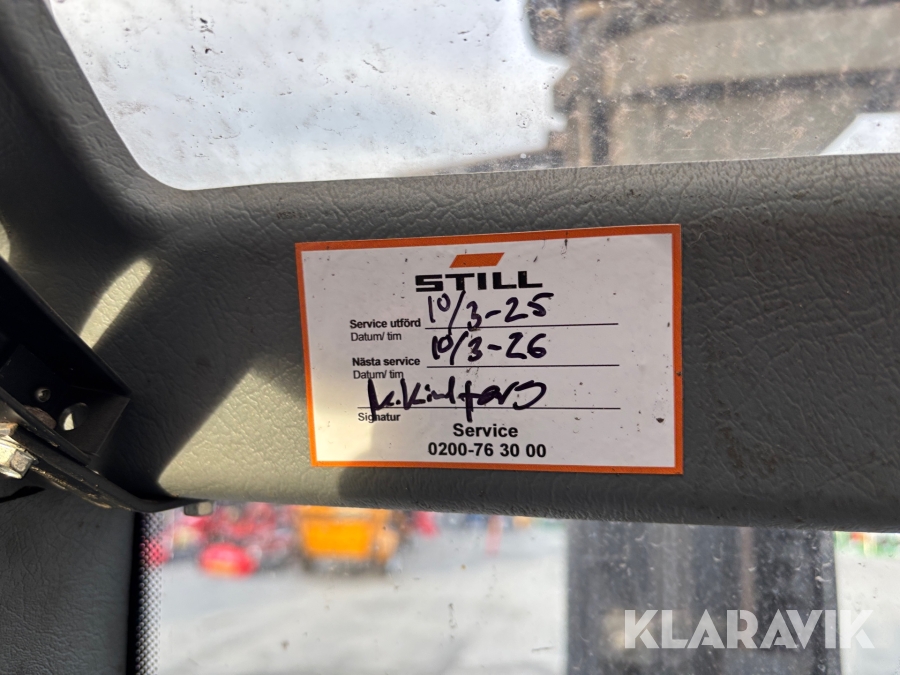 STILL
Service utförd 10/3-25
Datum/ tim
Nästa service 10/3-26
Datum/ tim
Signatur
Service
0200-76 30 00
KLARAVIK